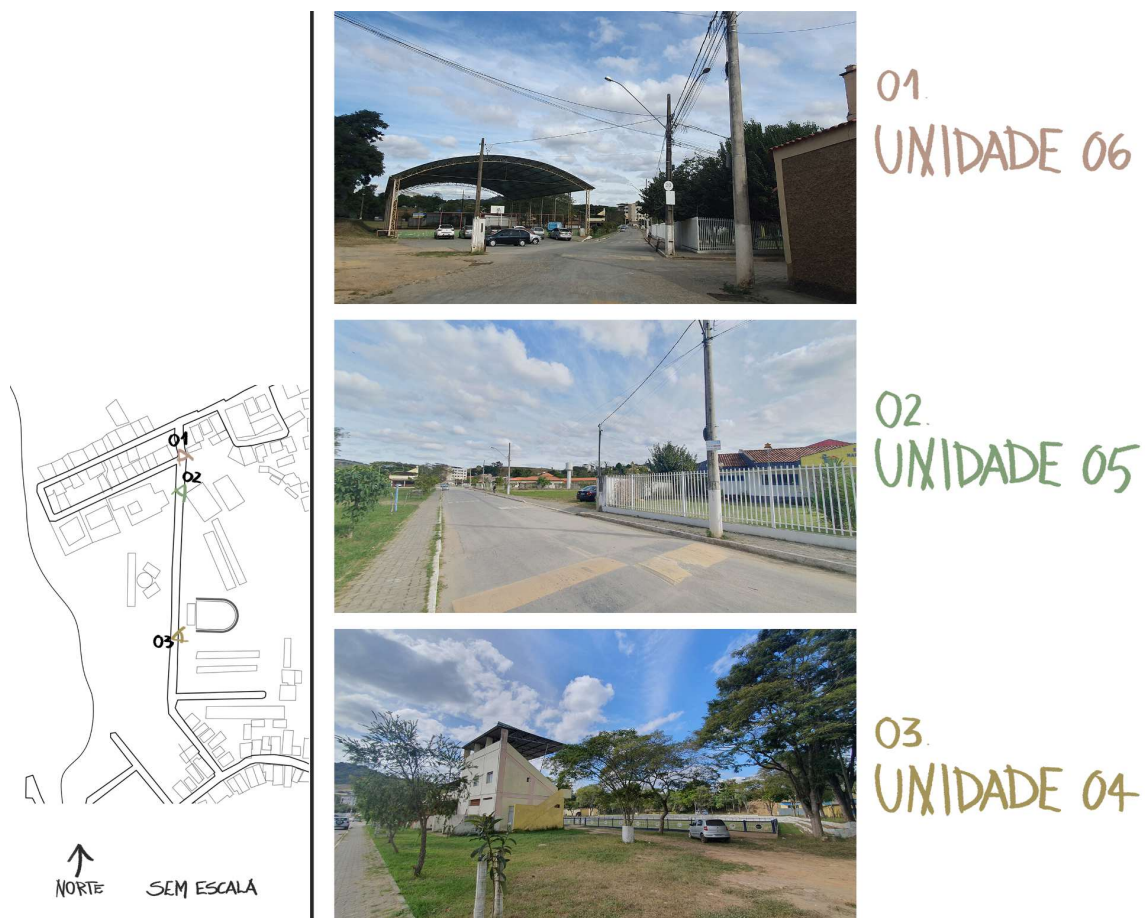 01
02
03
NORTE
SEM ESCALA
01.
UNIDADE 06
02.
UNIDADE 05
03.
UNIDADE 04